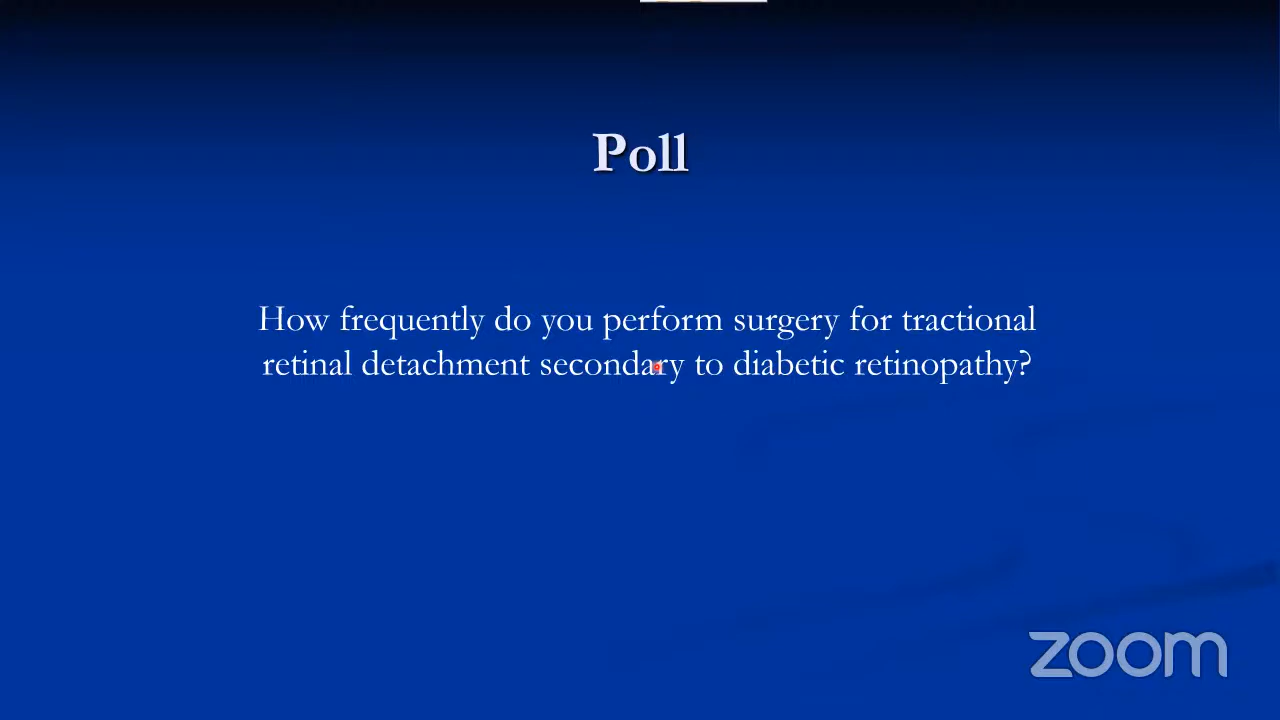 Poll
How frequently do you perform surgery for tractional
retinal detachment secondary to diabetic retinopathy?
zoom